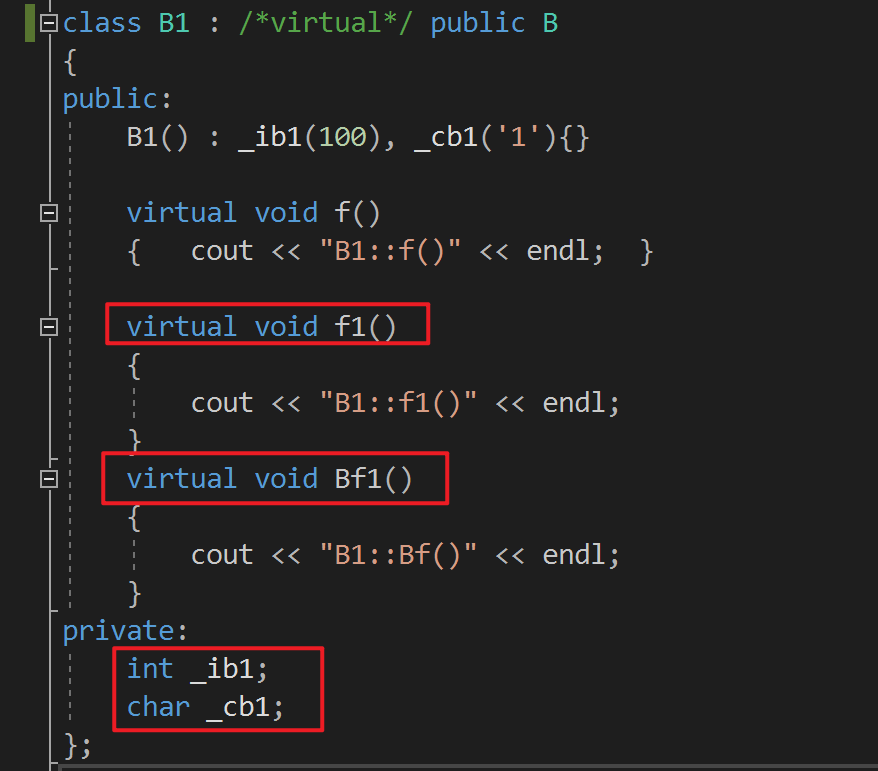 class B1 : /*virtual*/ public B
{
public:
    B1() : _ib1(100), _cb1('1'){}
    virtual void f()
    {   cout << "B1::f()" << endl;  }
    virtual void f1()
    {
        cout << "B1::f1()" << endl;
    }
    virtual void Bf1()
    {
        cout << "B1::Bf()" << endl;
    }
private:
    int _ib1;
    char _cb1;
};